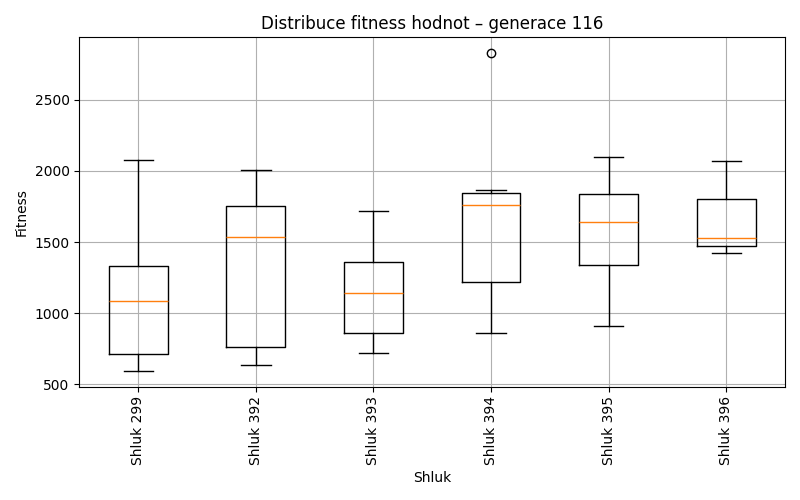 Distribuce fitness hodnot – generace 116
Fitness
2500
2000
1500
1000
500
Shluk 299
Shluk 392
Shluk 393
Shluk 394
Shluk 395
Shluk 396
Shluk